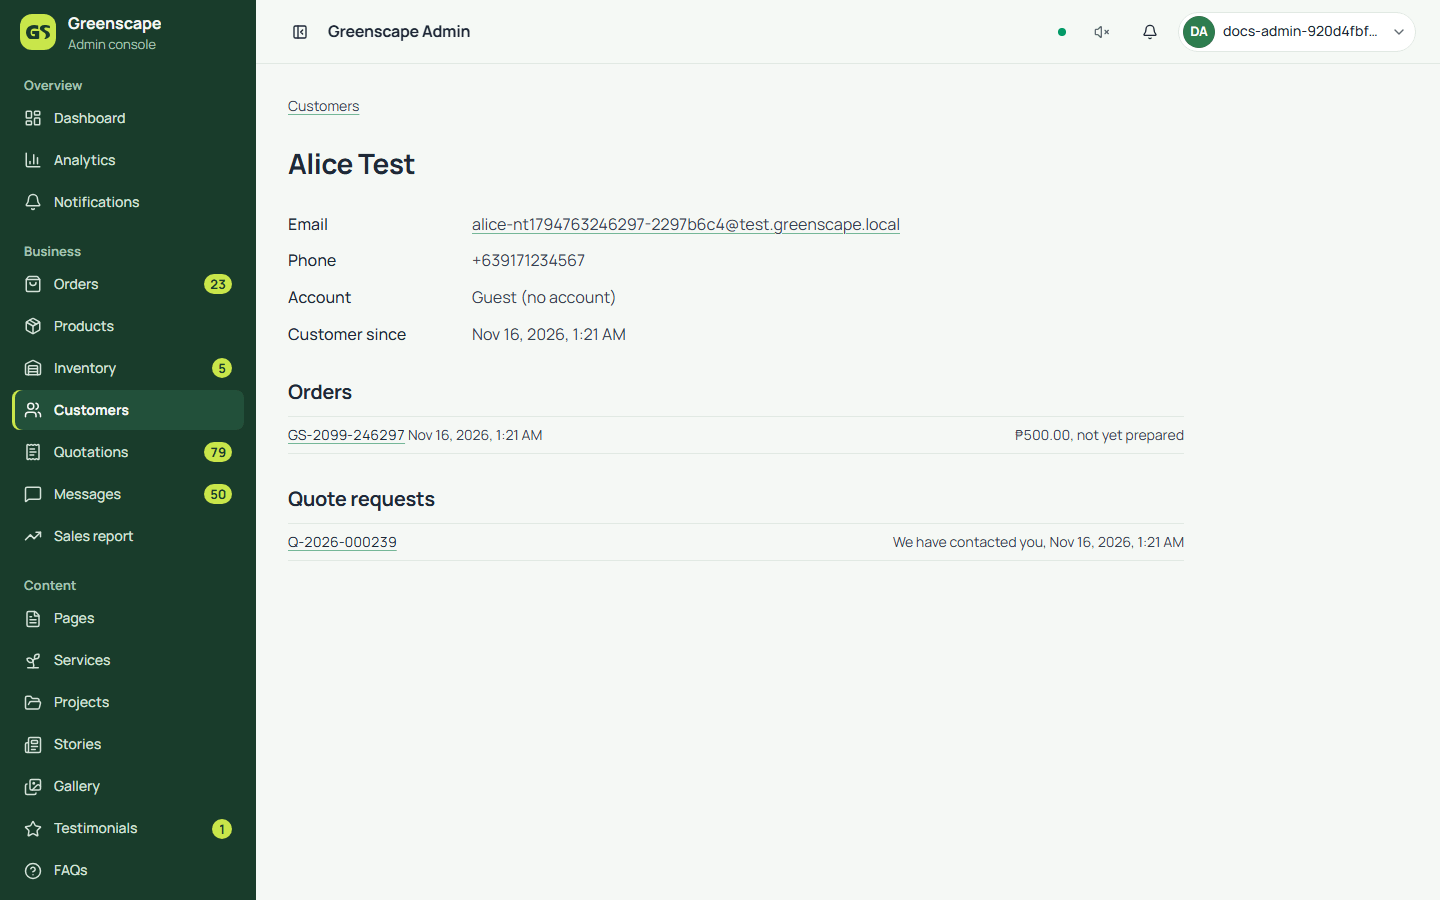 GS
Greenscape
Admin console
Overview
Dashboard
Analytics
Notifications
Business
Orders 23
Products
Inventory 5
Customers
Quotations 79
Messages 50
Sales report
Content
Pages
Services
Projects
Stories
Gallery
Testimonials 1
FAQs
Greenscape Admin
DA docs-admin-920d4fbf...
Customers
Alice Test
Email alice-nt1794763246297-2297b6c4@test.greenscape.local
Phone +639171234567
Account Guest (no account)
Customer since Nov 16, 2026, 1:21 AM
Orders
GS-2099-246297 Nov 16, 2026, 1:21 AM ₱500.00, not yet prepared
Quote requests
Q-2026-000239 We have contacted you, Nov 16, 2026, 1:21 AM